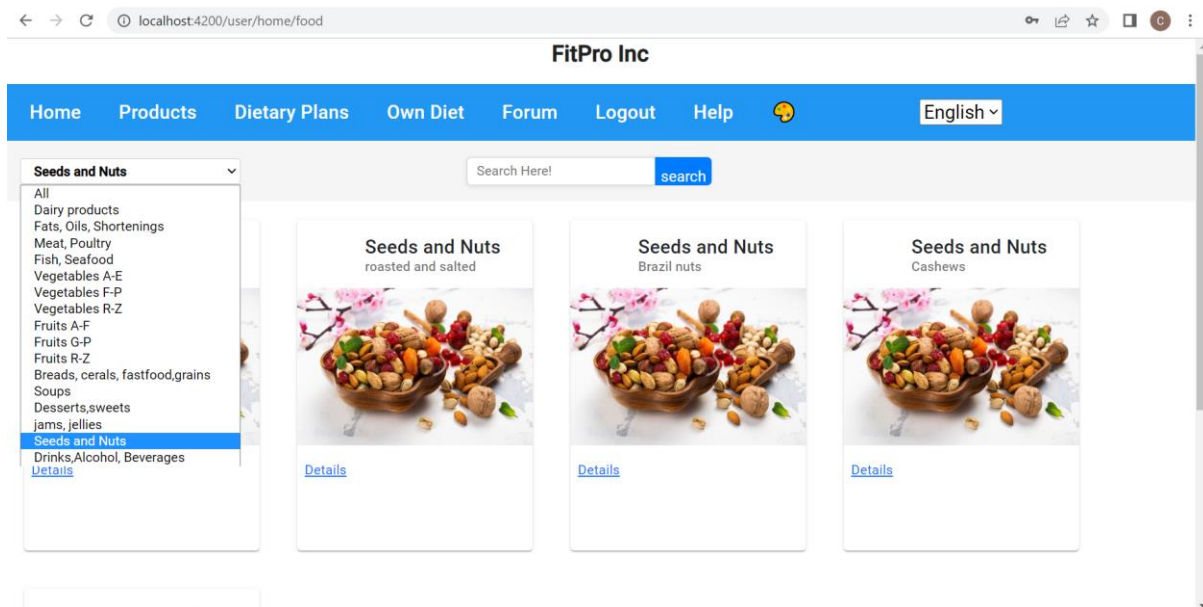 localhost:4200/user/home/food
C
FitPro Inc
Home Products Dietary Plans Own Diet Forum Logout Help English
Seeds and Nuts
Search Here! search
All
Dairy products
Fats, Oils, Shortenings
Meat, Poultry
Fish, Seafood
Vegetables A-E
Vegetables F-P
Vegetables R-Z
Fruits A-F
Fruits G-P
Fruits R-Z
Breads, cerals, fastfood,grains
Soups
Desserts,sweets
jams, jellies
Seeds and Nuts
Drinks,Alcohol, Beverages
Details
Seeds and Nuts
roasted and salted
Details
Seeds and Nuts
Brazil nuts
Details
Seeds and Nuts
Cashews
Details